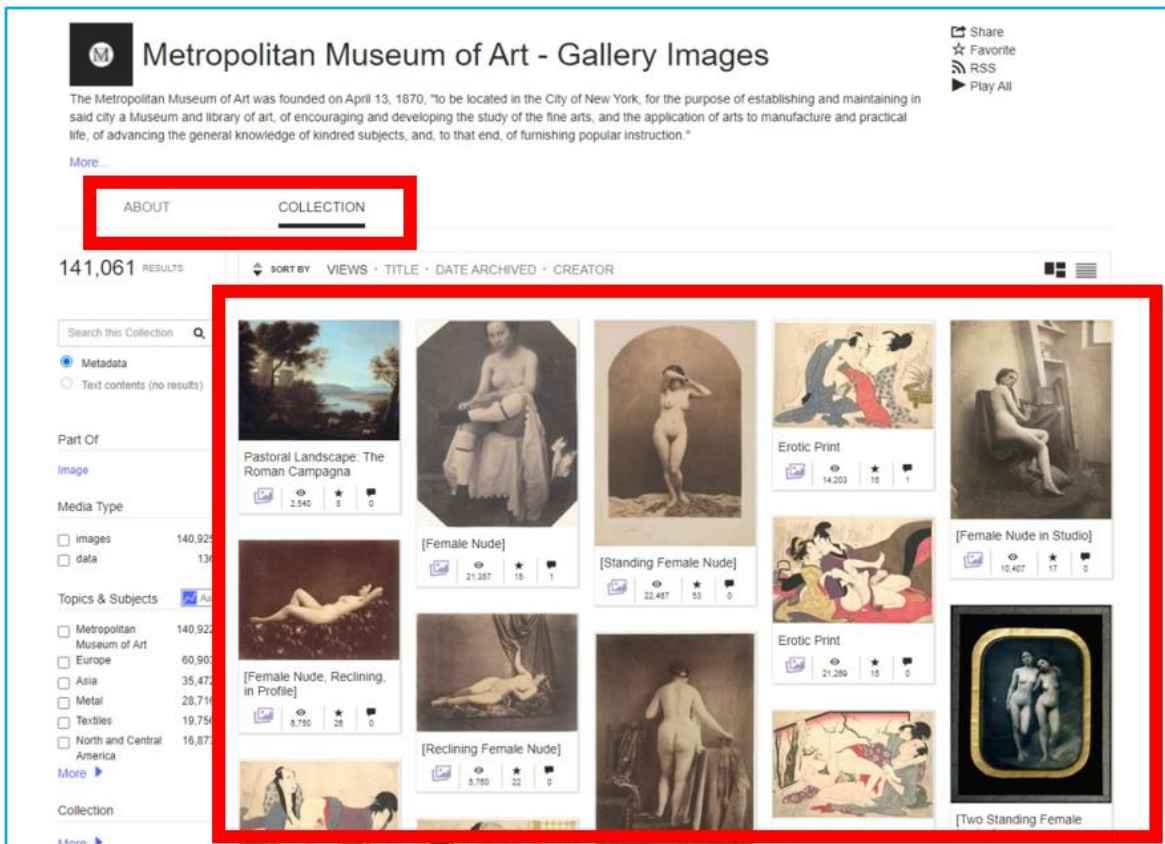 M
Metropolitan Museum of Art - Gallery Images
Share
Favorite
RSS
Play All
The Metropolitan Museum of Art was founded on April 13, 1870, "to be located in the City of New York, for the purpose of establishing and maintaining in
said city a Museum and library of art, of encouraging and developing the study of the fine arts, and the application of arts to manufacture and practical
life, of advancing the general knowledge of kindred subjects, and, to that end, of furnishing popular instruction."
More...
ABOUT
COLLECTION
141,061 RESULTS
SORT BY VIEWS · TITLE · DATE ARCHIVED · CREATOR
Search this Collection
Metadata
Text contents (no results)
Part Of
Image
Media Type
images 140,925
data 136
Topics & Subjects
Metropolitan 140,922
Museum of Art
Europe 60,903
Asia 35,472
Metal 28,716
Textiles 19,756
North and Central 16,873
America
More
Collection
More
Pastoral Landscape: The
Roman Campagna
2,540 3 0
[Female Nude, Reclining,
in Profile]
26 0
[Female Nude]
1
[Reclining Female Nude]
22 0
[Standing Female Nude]
22,467 53 0
Erotic Print
14,203 16 1
Erotic Print
21,289 15 0
[Female Nude in Studio]
10,407 17 0
[Two Standing Female